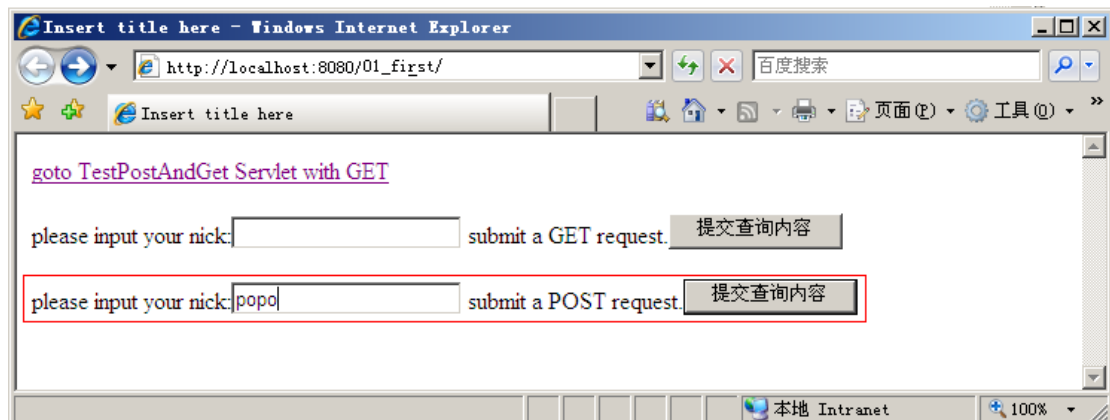 Insert title here - Windows Internet Explorer
http://localhost:8080/01_first/
百度搜索
Insert title here
页面(P)
工具(O)
»
goto TestPostAndGet Servlet with GET
please input your nick: submit a GET request. 提交查询内容
please input your nick:popo submit a POST request. 提交查询内容
本地 Intranet
100%